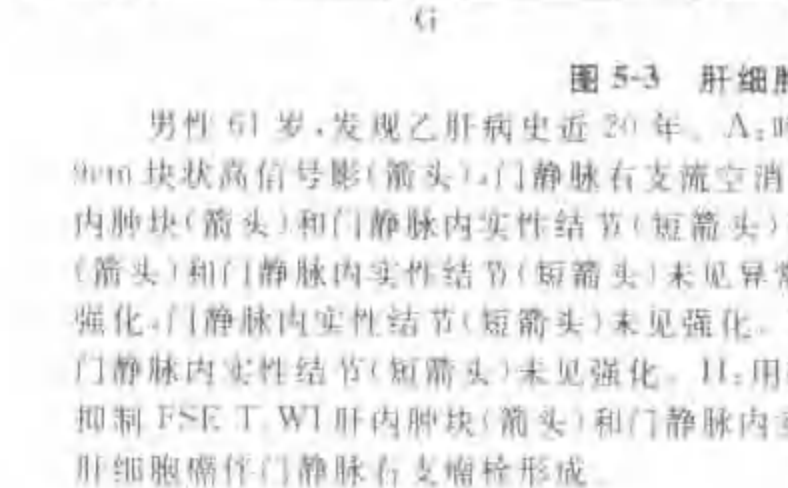 G
图 5-3 肝细胞
男性 61 岁,发现乙肝病史近 20 年。A:
9cm 块状高信号影(箭头),门静脉右支流空消
内肿块(箭头)和门静脉内实性结节(短箭头)
(箭头)和门静脉内实性结节(短箭头)未见异常
强化,门静脉内实性结节(短箭头)未见强化。
门静脉内实性结节(短箭头)未见强化。H:用
抑制 FSE T WI 肝内肿块(箭头)和门静脉内
肝细胞癌伴门静脉右支瘤栓形成